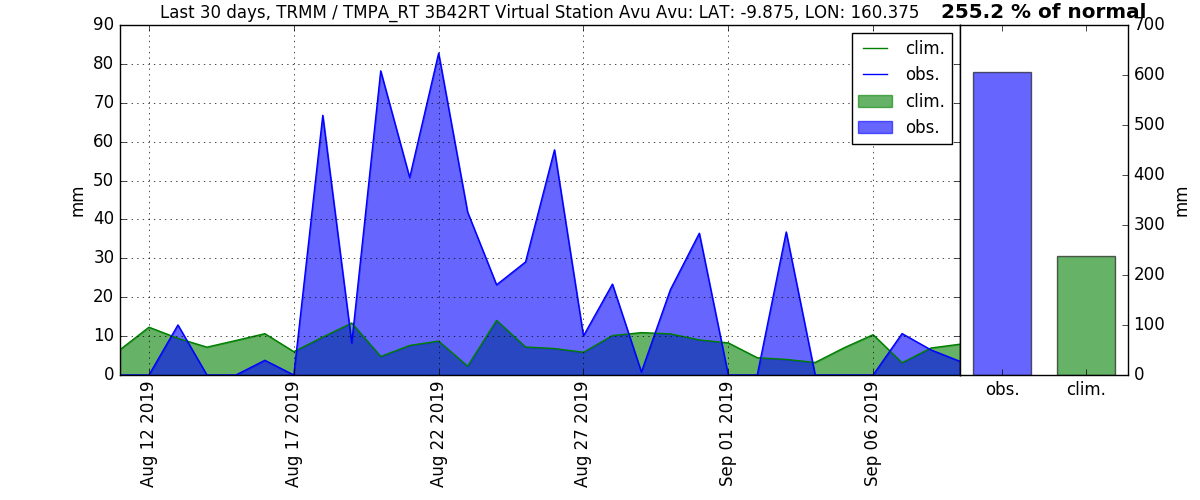 Last 30 days, TRMM / TMPA_RT 3B42RT Virtual Station Avu Avu: LAT: -9.875, LON: 160.375
255.2 % of normal
90
80
70
60
50
40
30
20
10
0
mm
clim.
obs.
clim.
obs.
Aug 12 2019
Aug 17 2019
Aug 22 2019
Aug 27 2019
Sep 01 2019
Sep 06 2019
700
600
500
400
300
200
100
0
mm
obs.
clim.